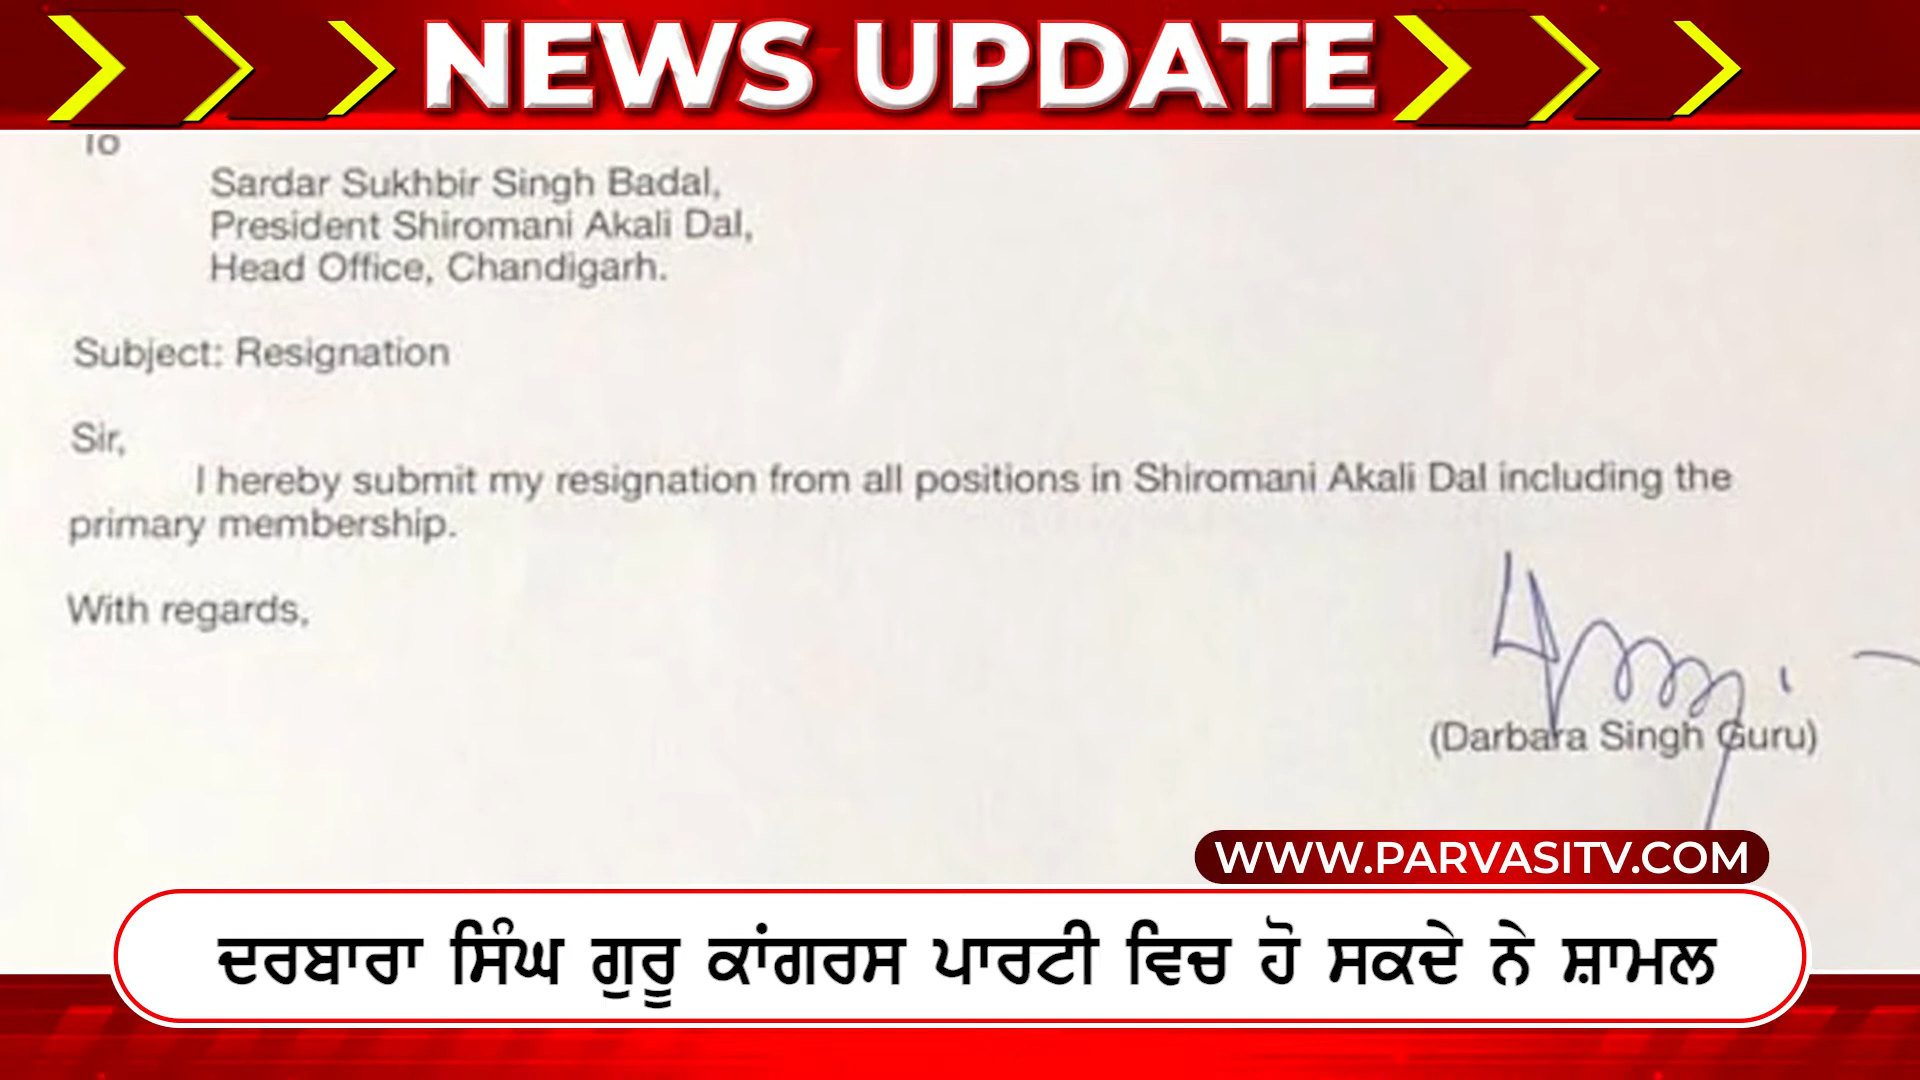 NEWS UPDATE
To
Sardar Sukhbir Singh Badal,
President Shiromani Akali Dal,
Head Office, Chandigarh.
Subject: Resignation
Sir,
I hereby submit my resignation from all positions in Shiromani Akali Dal including the
primary membership.
With regards,
(Darbara Singh Guru)
WWW.PARVASITV.COM
ਦਰਬਾਰਾ ਸਿੰਘ ਗੁਰੂ ਕਾਂਗਰਸ ਪਾਰਟੀ ਵਿਚ ਹੋ ਸਕਦੇ ਨੇ ਸ਼ਾਮਲ